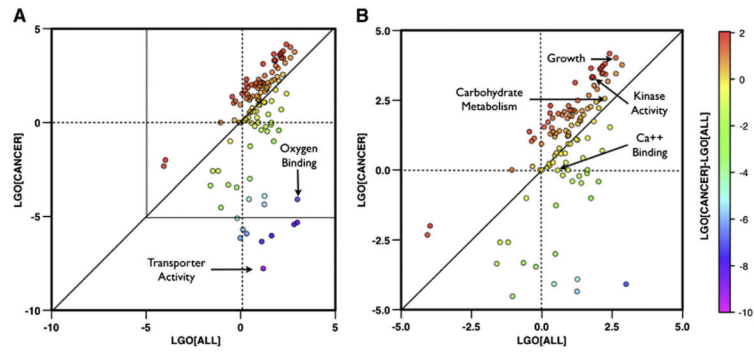 A
B
5
0
-5
-10
-10
-5
0
5
LGO[CANCER]
LGO[ALL]
Oxygen
Binding
Transporter
Activity
5.0
2.5
0.0
-2.5
-5.0
-5.0
-2.5
0.0
2.5
5.0
LGO[CANCER]
LGO[ALL]
Growth
Carbohydrate
Metabolism
Kinase
Activity
Ca++
Binding
2
0
-2
-4
-6
-8
-10
LGO[CANCER]-LGO[ALL]